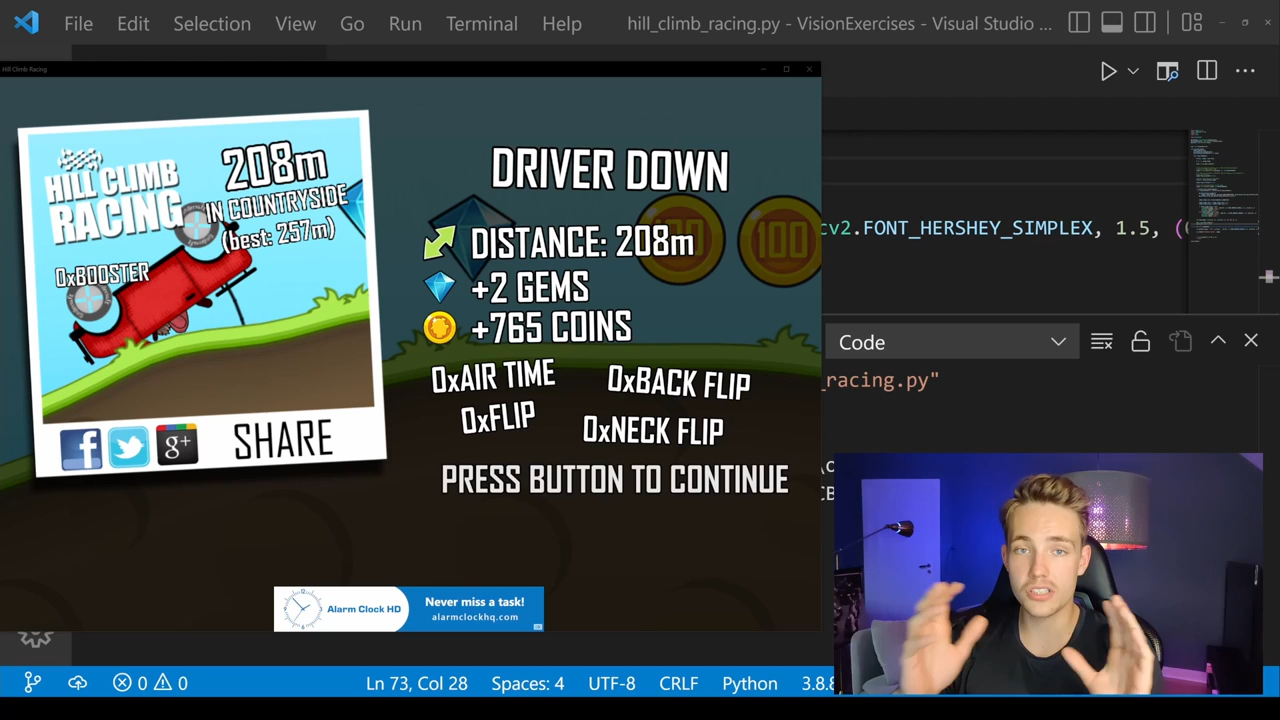 File Edit Selection View Go Run Terminal Help hill_climb_racing.py - VisionExercises - Visual Studio ...
Hill Climb Racing
HILL CLIMB
RACING
208m
IN COUNTRYSIDE
(best: 257m)
0xBOOSTER
SHARE
DRIVER DOWN
DISTANCE: 208m
+2 GEMS
+765 COINS
0xAIR TIME 0xBACK FLIP
0xFLIP 0xNECK FLIP
PRESS BUTTON TO CONTINUE
100
cv2.FONT_HERSHEY_SIMPLEX, 1.5, (
Code
_racing.py"
Alarm Clock HD
Never miss a task!
alarmclockhq.com
0 0 Ln 73, Col 28 Spaces: 4 UTF-8 CRLF Python 3.8.8